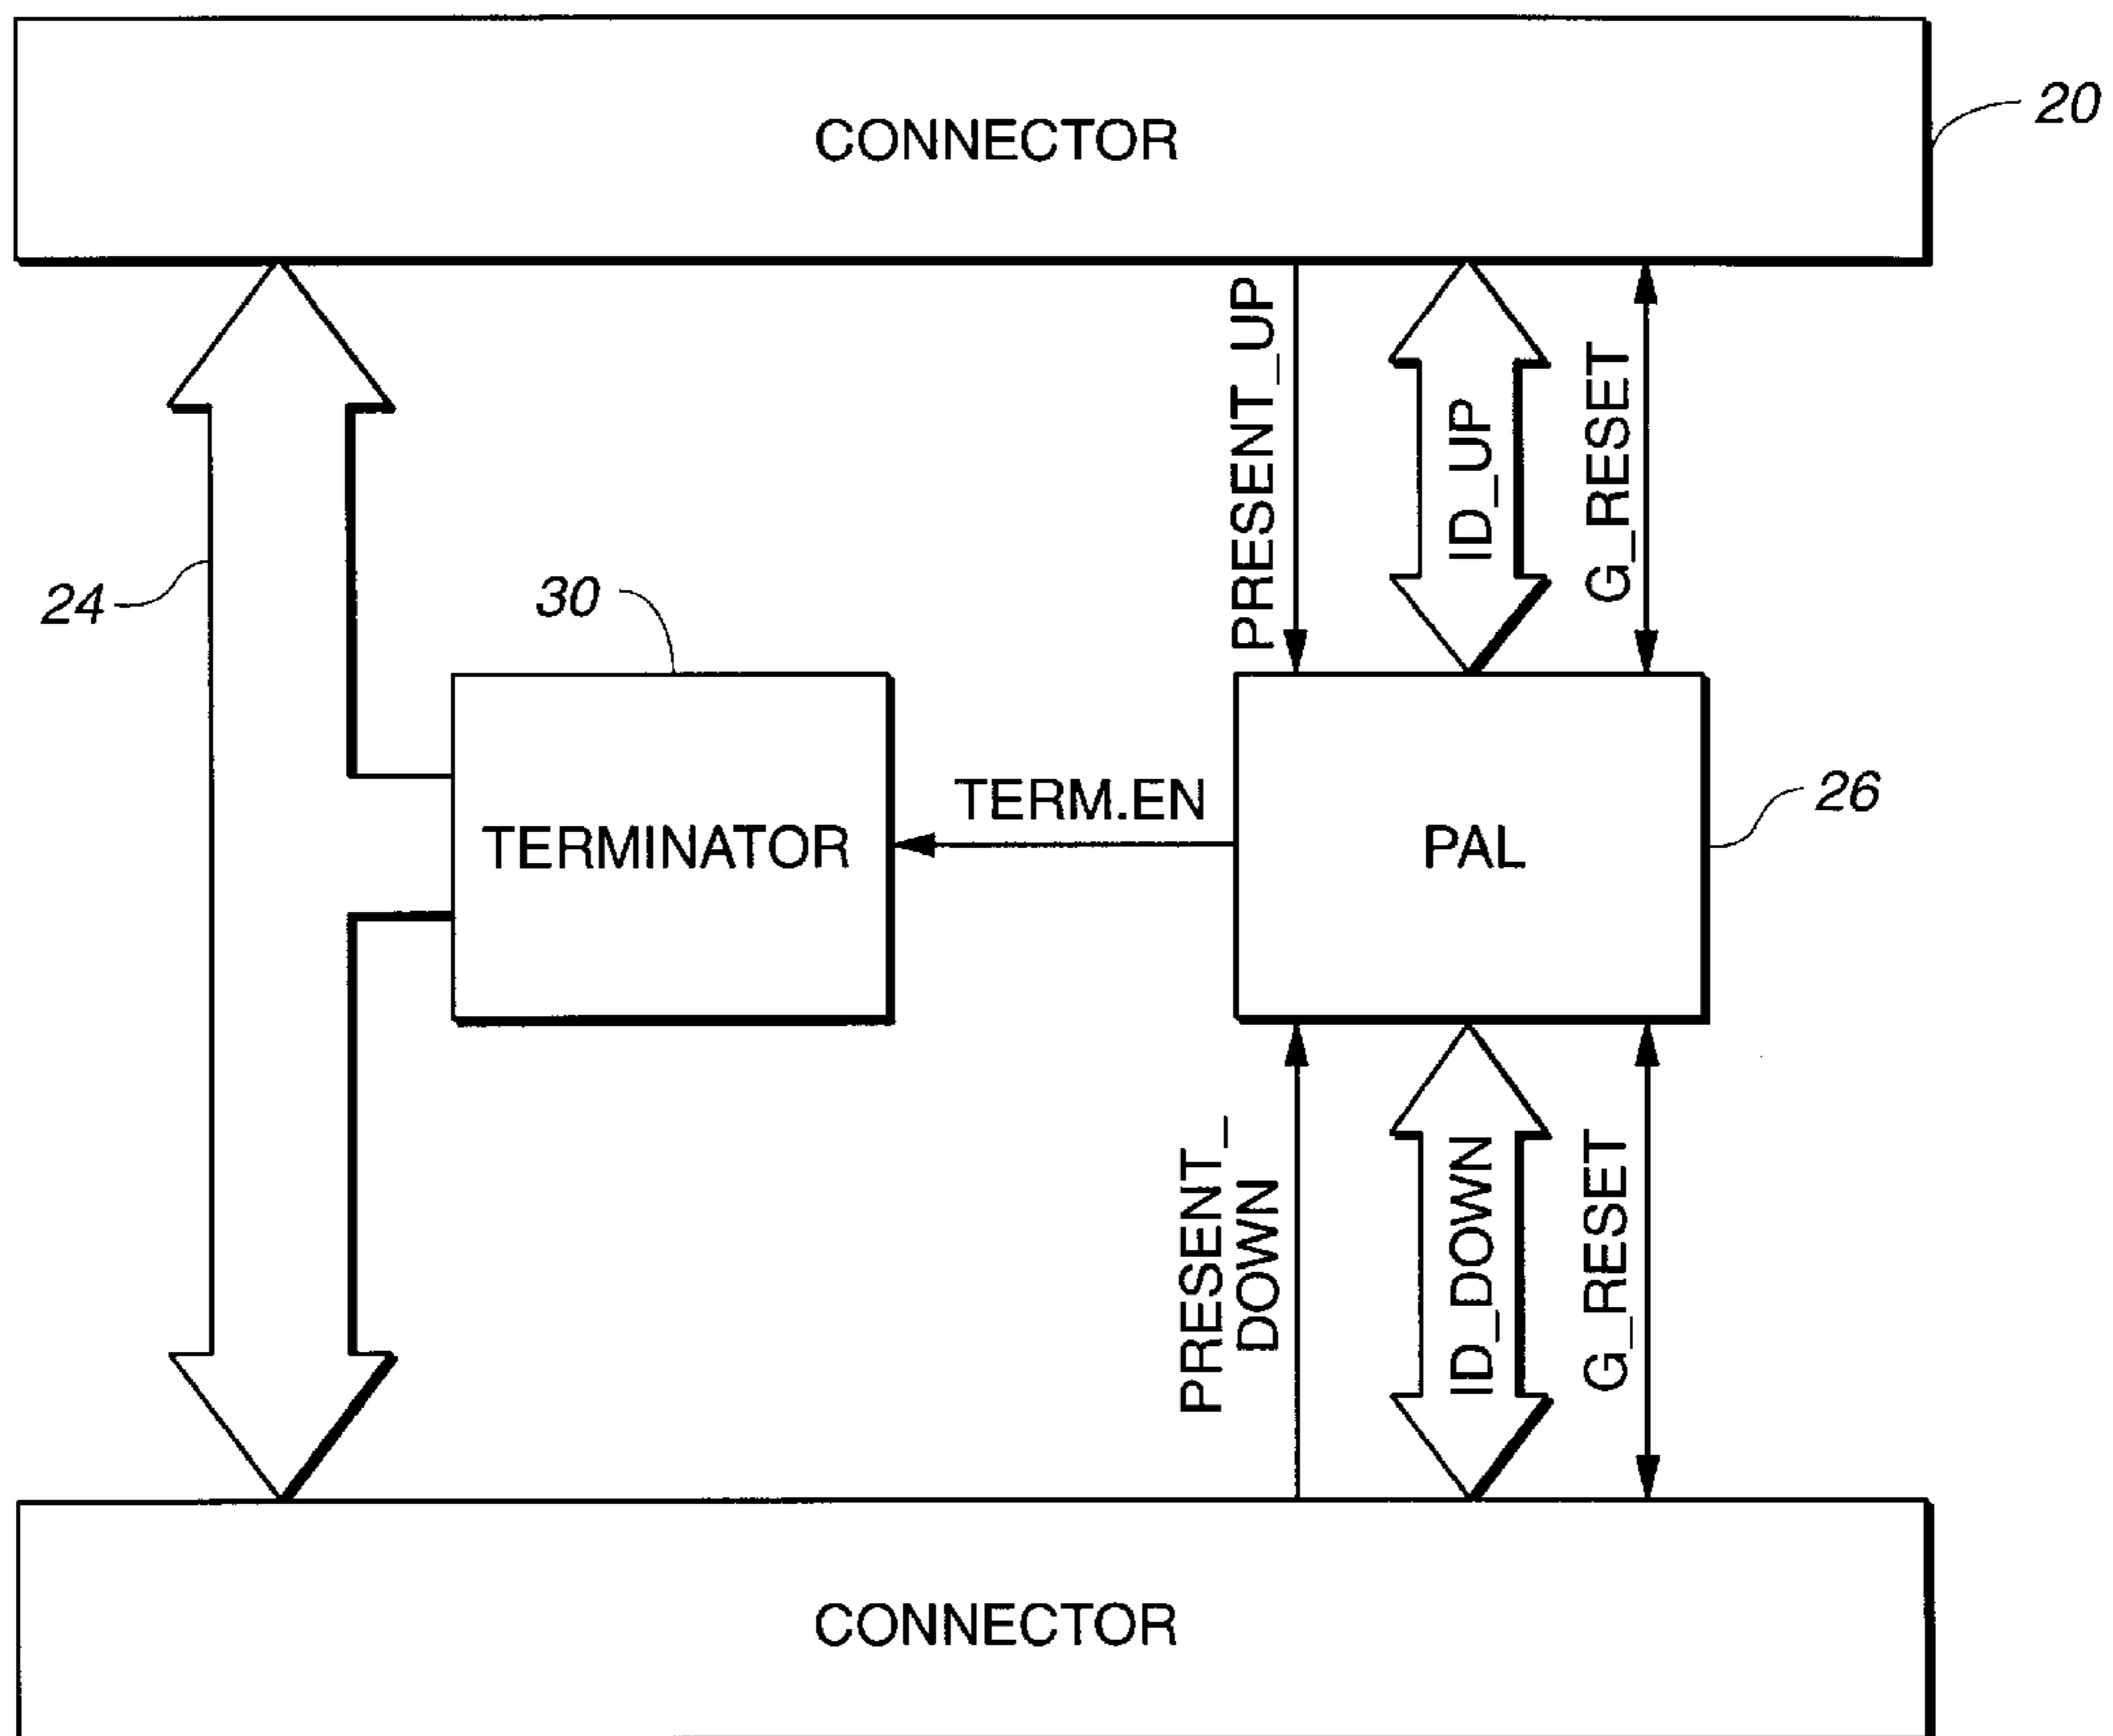 CONNECTOR
20
PRESENT_UP
ID_UP
G_RESET
24
30
TERMINATOR
TERM.EN
PAL
26
PRESENT_
DOWN
ID_DOWN
G_RESET
CONNECTOR